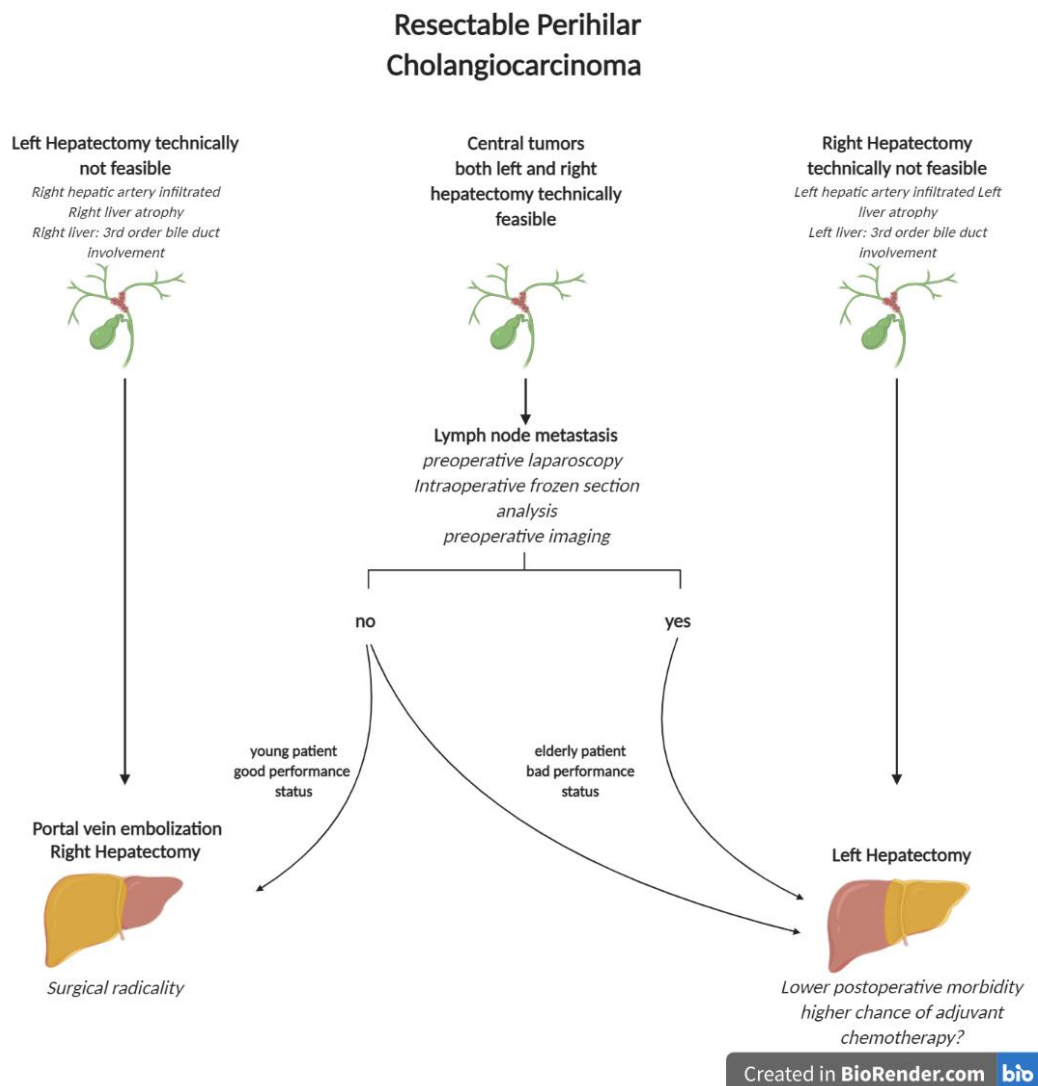 Resectable Perihilar
Cholangiocarcinoma
Left Hepatectomy technically
not feasible
Right hepatic artery infiltrated
Right liver atrophy
Right liver: 3rd order bile duct
involvement
Central tumors
both left and right
hepatectomy technically
feasible
Right Hepatectomy
technically not feasible
Left hepatic artery infiltrated Left
liver atrophy
Left liver: 3rd order bile duct
involvement
Lymph node metastasis
preoperative laparoscopy
Intraoperative frozen section
analysis
preoperative imaging
no
yes
young patient
good performance
status
elderly patient
bad performance
status
Portal vein embolization
Right Hepatectomy
Surgical radicality
Left Hepatectomy
Lower postoperative morbidity
higher chance of adjuvant
chemotherapy?
Created in BioRender.com bio